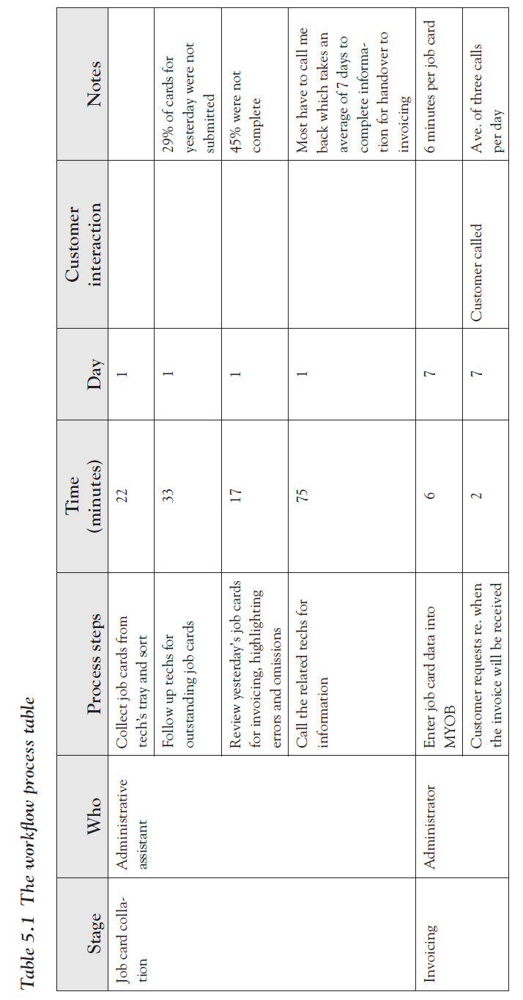 Table 5.1 The workflow process table
Stage
Who
Process steps
Time
(minutes)
Day
Customer
interaction
Notes
Job card colla-
tion
Administrative
assistant
Collect job cards from
tech's tray and sort
22
1
Follow up techs for
outstanding job cards
33
1
29% of cards for
yesterday were not
submitted
Review yesterday's job cards
for invoicing, highlighting
errors and omissions
17
1
45% were not
complete
Call the related techs for
information
75
1
Most have to call me
back which takes an
average of 7 days to
complete informa-
tion for handover to
invoicing
Invoicing
Administrator
Enter job card data into
MYOB
6
7
6 minutes per job card
Customer requests re. when
the invoice will be received
2
7
Customer called
Ave. of three calls
per day